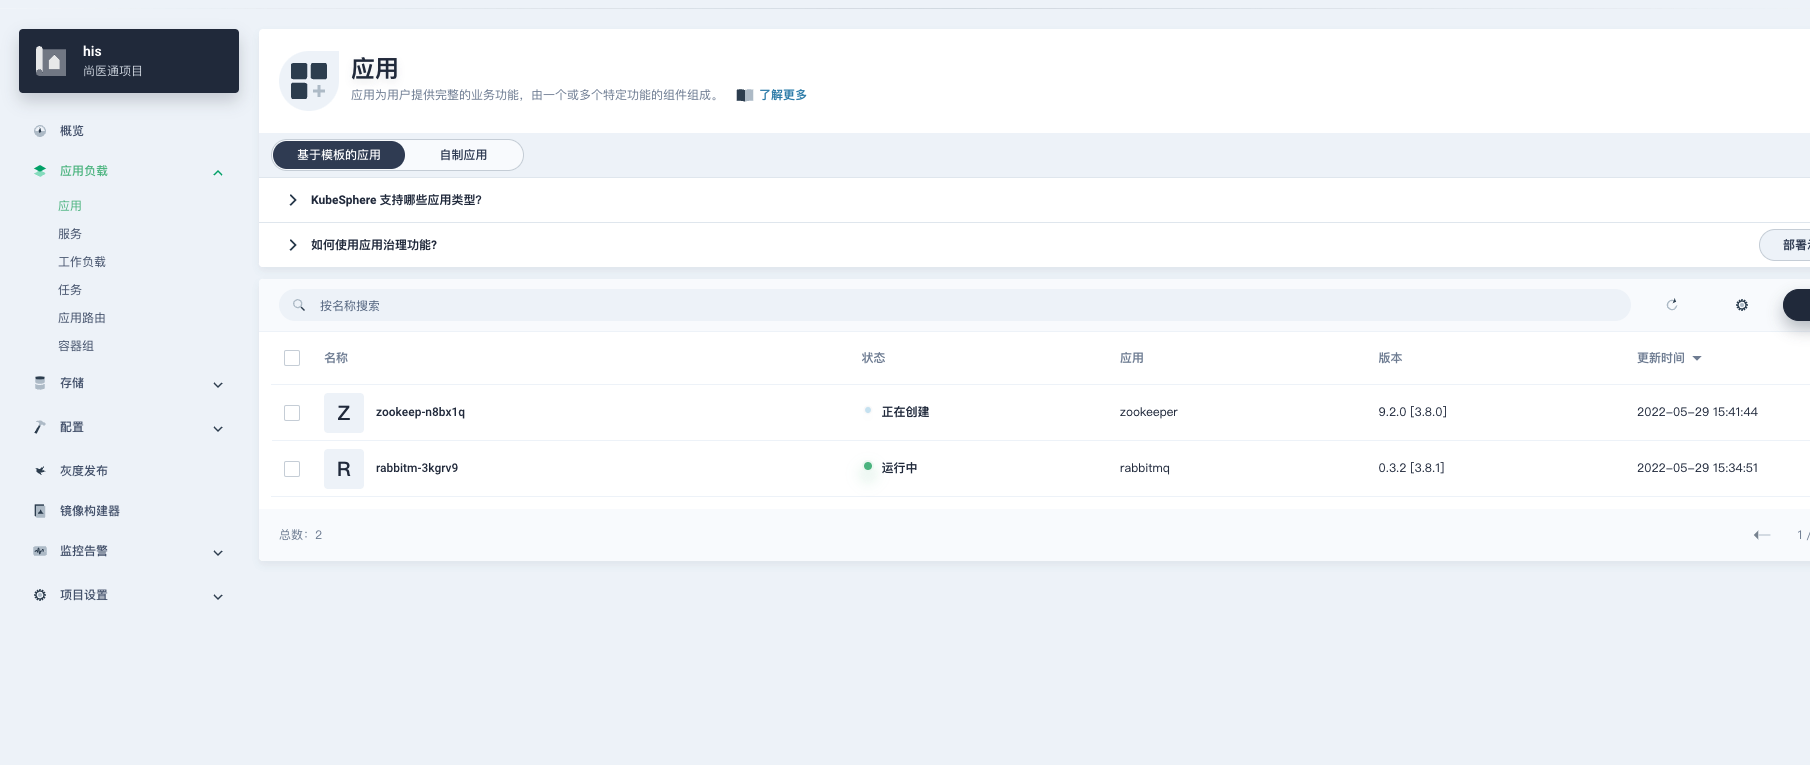 his
尚医通项目
概览
应用负载
应用
服务
工作负载
任务
应用路由
容器组
存储
配置
灰度发布
镜像构建器
监控告警
项目设置
应用
应用为用户提供完整的业务功能，由一个或多个特定功能的组件组成。 了解更多
基于模板的应用 自制应用
KubeSphere 支持哪些应用类型?
如何使用应用治理功能?
部署
按名称搜索
名称 状态 应用 版本 更新时间
Z zookeep-n8bx1q 正在创建 zookeeper 9.2.0 [3.8.0] 2022-05-29 15:41:44
R rabbitm-3kgrv9 运行中 rabbitmq 0.3.2 [3.8.1] 2022-05-29 15:34:51
总数：2
1 /